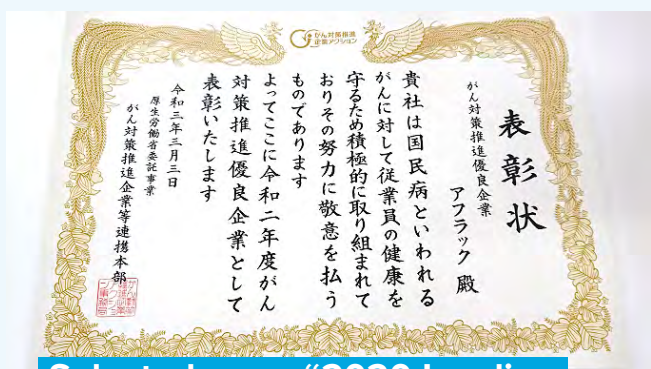 がん対策推進
企業アクション
表彰状
がん対策推進優良企業
アフラック 殿
貴社は国民病といわれる
がんに対して従業員の健康を
守るため積極的に取り組まれて
おりその努力に敬意を払う
ものであります
よってここに令和二年度がん
対策推進優良企業として
表彰いたします
令和三年三月三日
厚生労働省委託事業
がん対策推進企業等連携本部